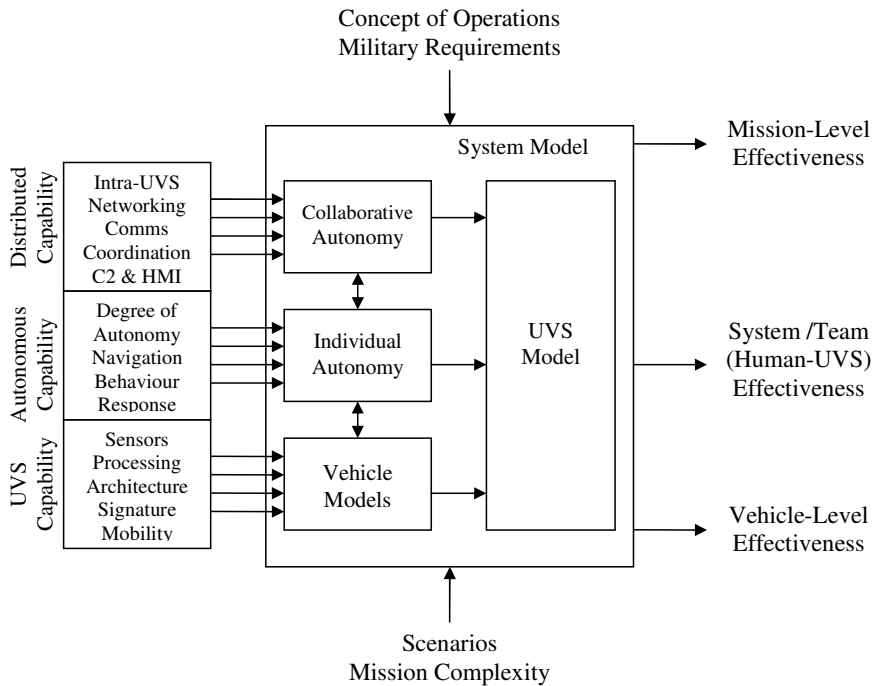 Concept of Operations
Military Requirements
System Model
Mission-Level
Effectiveness
Distributed
Capability
Intra-UVS
Networking
Comms
Coordination
C2 & HMI
Collaborative
Autonomy
Autonomous
Capability
Degree of
Autonomy
Navigation
Behaviour
Response
Individual
Autonomy
UVS
Model
System /Team
(Human-UVS)
Effectiveness
UVS
Capability
Sensors
Processing
Architecture
Signature
Mobility
Vehicle
Models
Vehicle-Level
Effectiveness
Scenarios
Mission Complexity